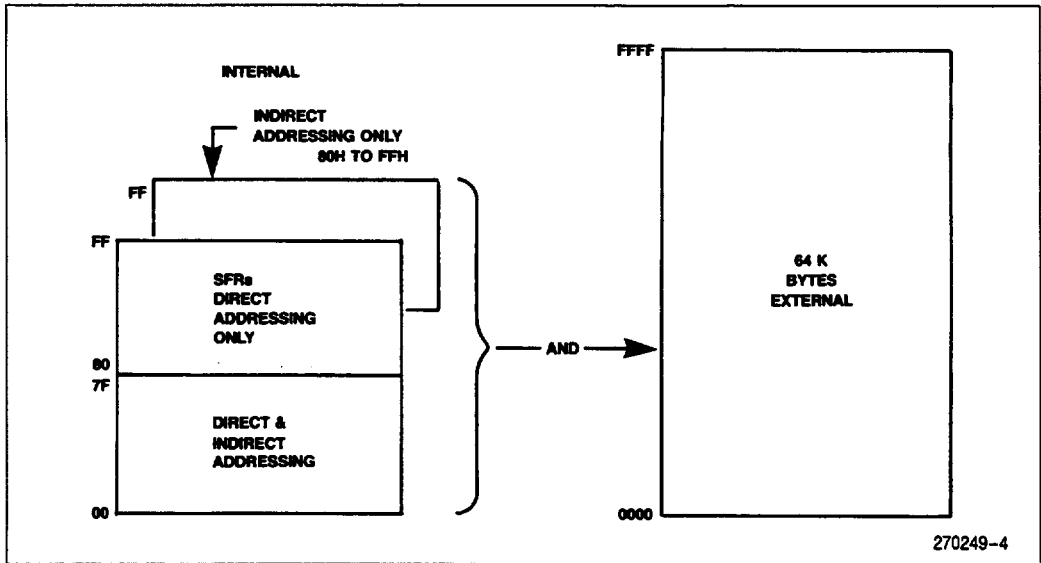 INTERNAL
INDIRECT
ADDRESSING ONLY
80H TO FFH
FF
FF
SFRs
DIRECT
ADDRESSING
ONLY
80
7F
DIRECT &
INDIRECT
ADDRESSING
00
AND
FFFF
64 K
BYTES
EXTERNAL
0000
270249-4